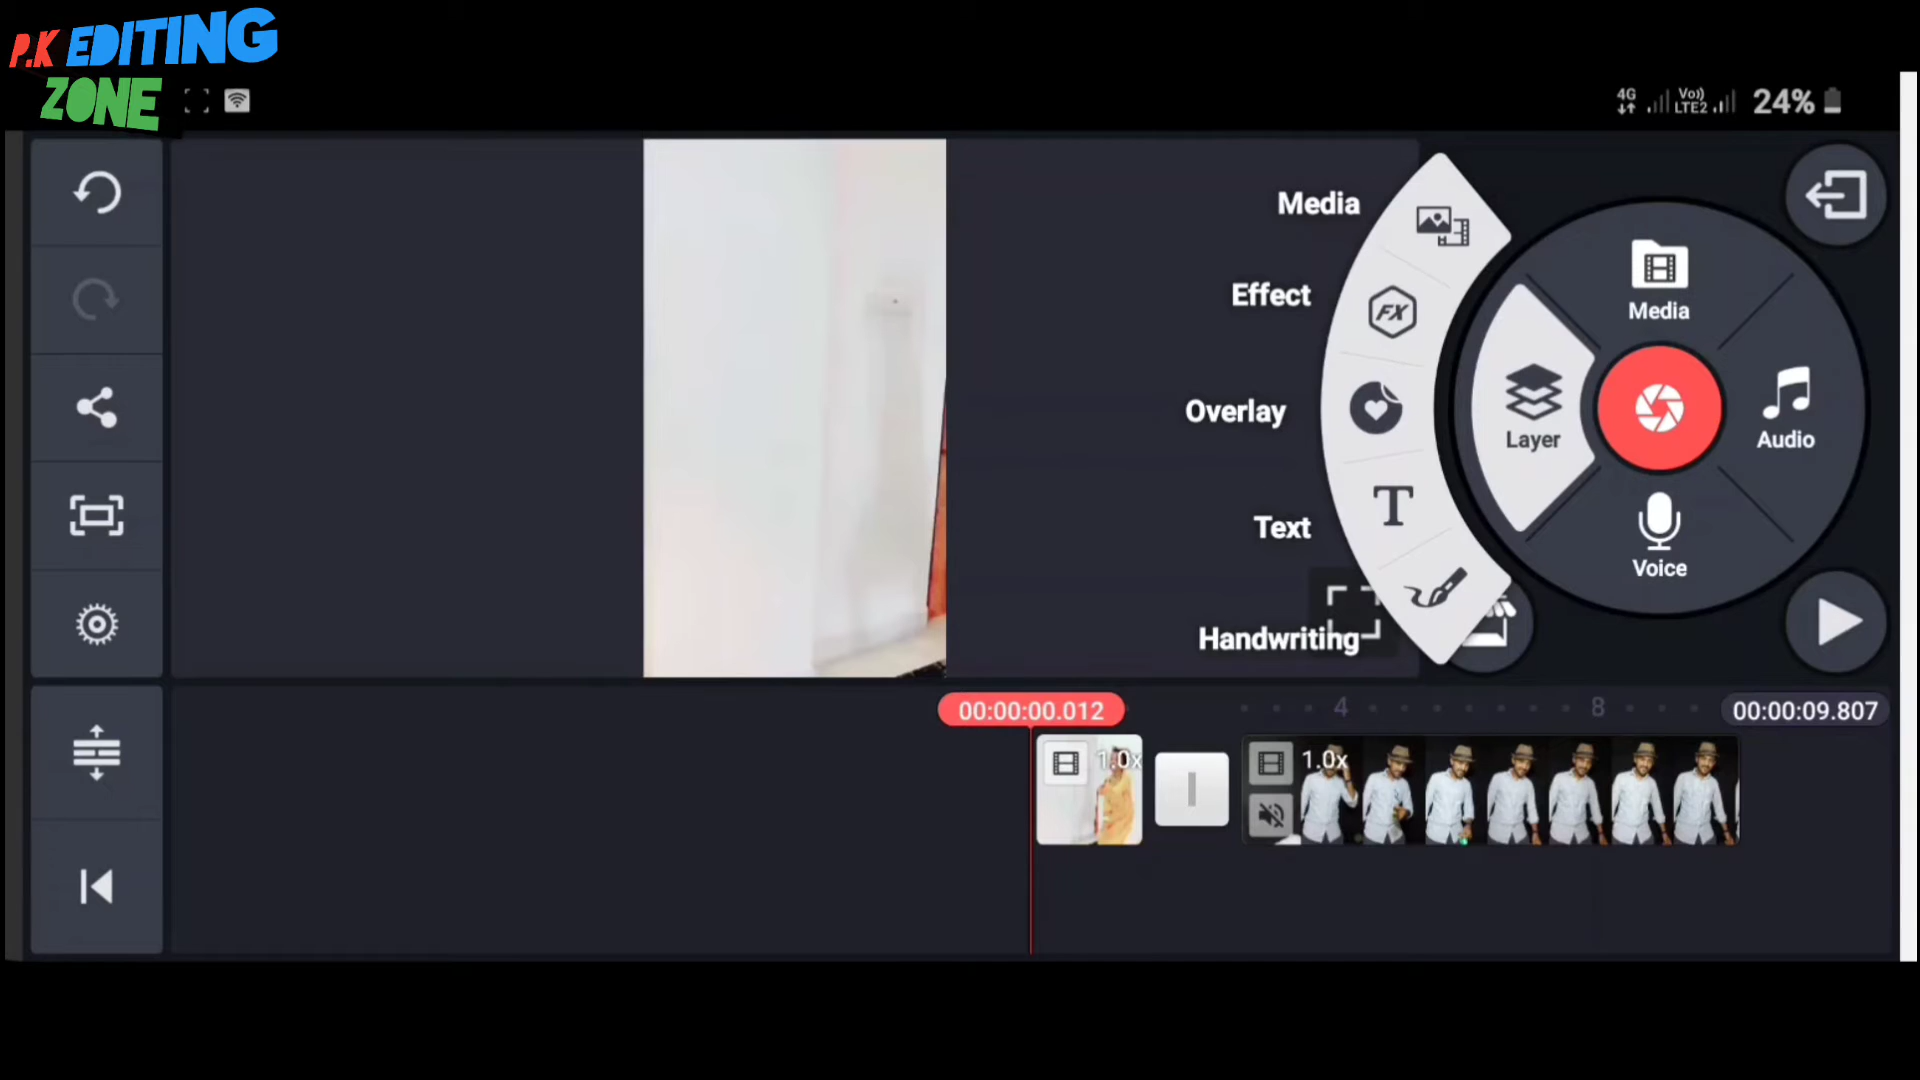 P.K EDITING
ZONE
4G
Vo))
LTE2
24%
Media
Effect
Overlay
Text
Handwriting
Media
Layer
Audio
Voice
00:00:00.012
4
8
00:00:09.807
1.0x
1.0x